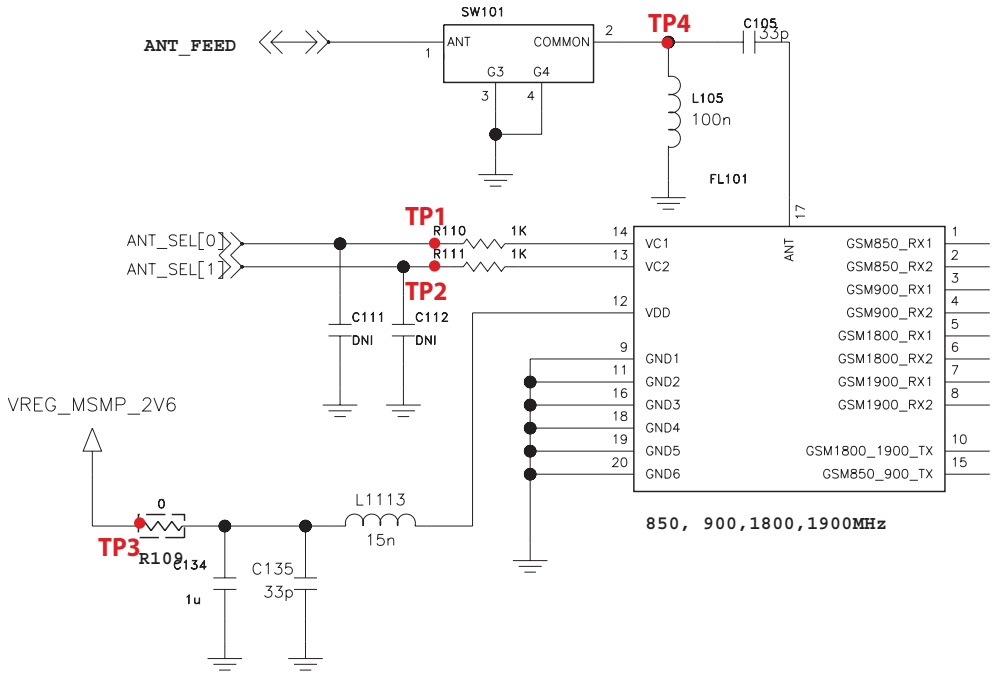 SW101
ANT_FEED
1
ANT
COMMON
2
TP4
C105
33p
G3
G4
3
4
L105
100n
FL101
17
ANT
TP1
ANT_SEL[0]
R110
1K
14
VC1
GSM850_RX1
1
ANT_SEL[1]
R111
1K
13
VC2
GSM850_RX2
2
TP2
GSM900_RX1
3
C111
DNI
C112
DNI
12
VDD
GSM900_RX2
4
GSM1800_RX1
5
9
GND1
GSM1800_RX2
6
11
GND2
GSM1900_RX1
7
16
GND3
GSM1900_RX2
8
18
GND4
19
GND5
GSM1800_1900_TX
10
20
GND6
GSM850_900_TX
15
VREG_MSMP_2V6
0
TP3
R109
L1113
15n
850, 900,1800,1900MHz
C134
1u
C135
33p